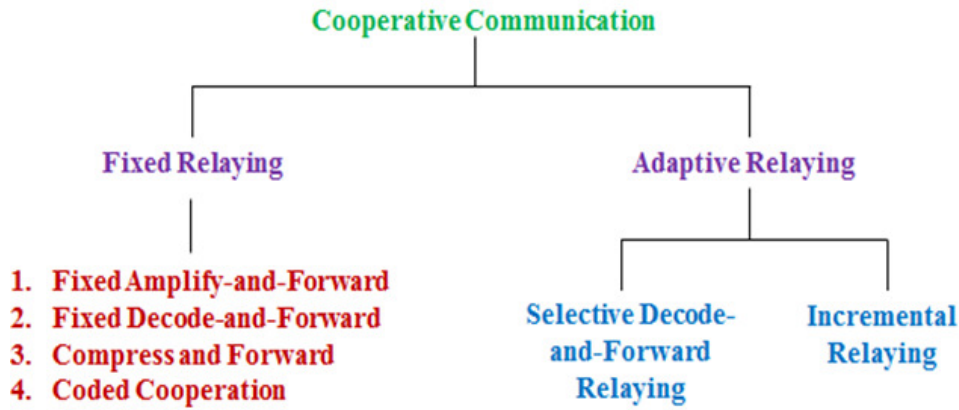 Cooperative Communication
Fixed Relaying
Adaptive Relaying
1. Fixed Amplify-and-Forward
2. Fixed Decode-and-Forward
3. Compress and Forward
4. Coded Cooperation
Selective Decode-
and-Forward
Relaying
Incremental
Relaying